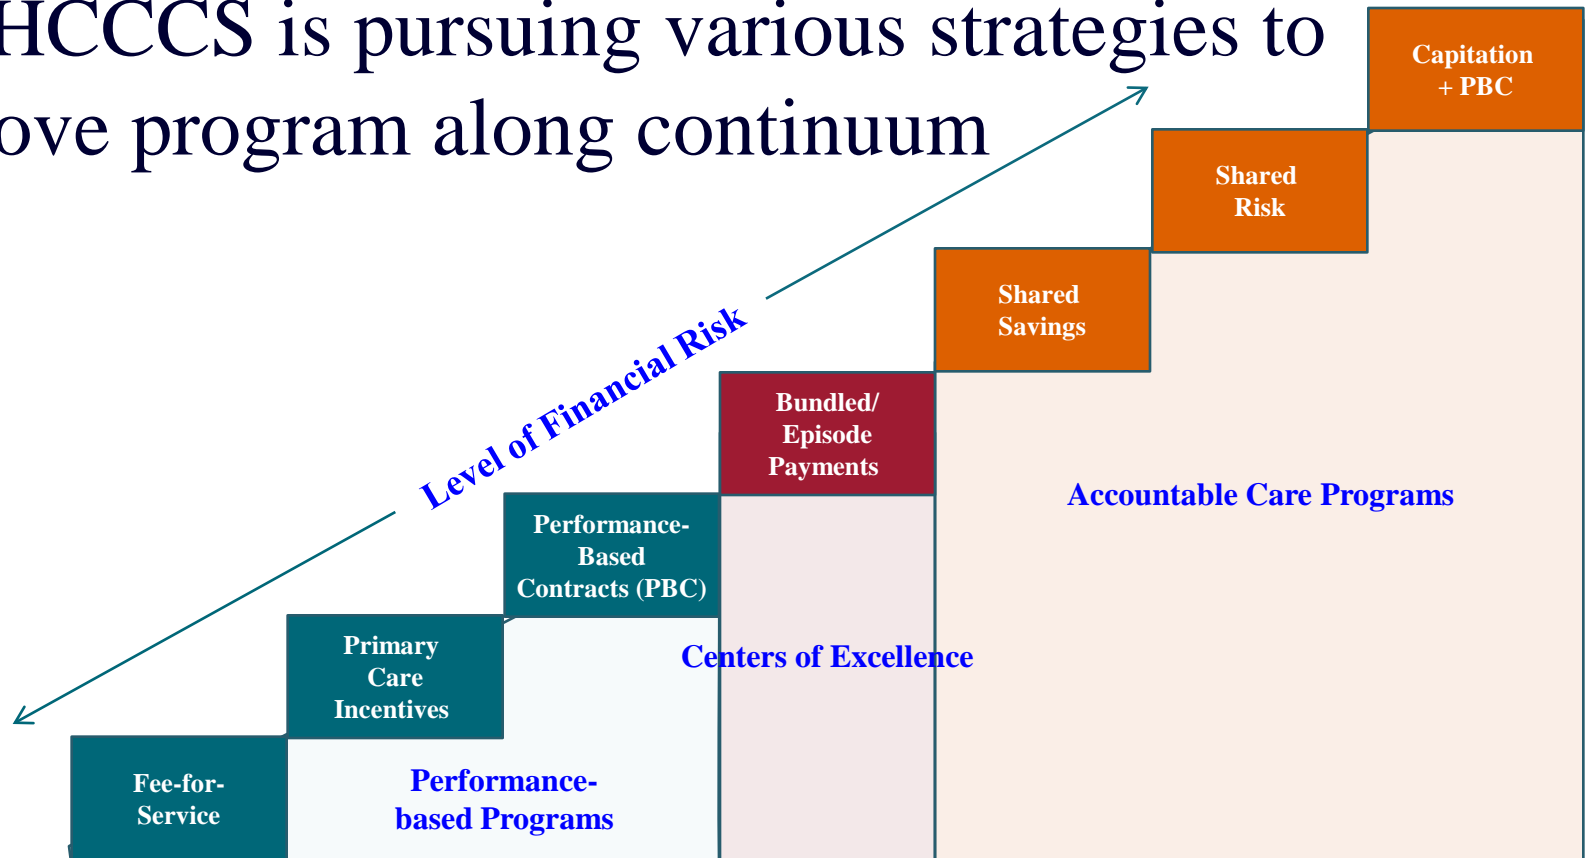 HCCCS is pursuing various strategies to
ove program along continuum
Capitation
+ PBC
Shared
Risk
Shared
Savings
Level of Financial Risk
Bundled/
Episode
Payments
Accountable Care Programs
Performance-
Based
Contracts (PBC)
Primary
Care
Incentives
Centers of Excellence
Fee-for-
Service
Performance-
based Programs